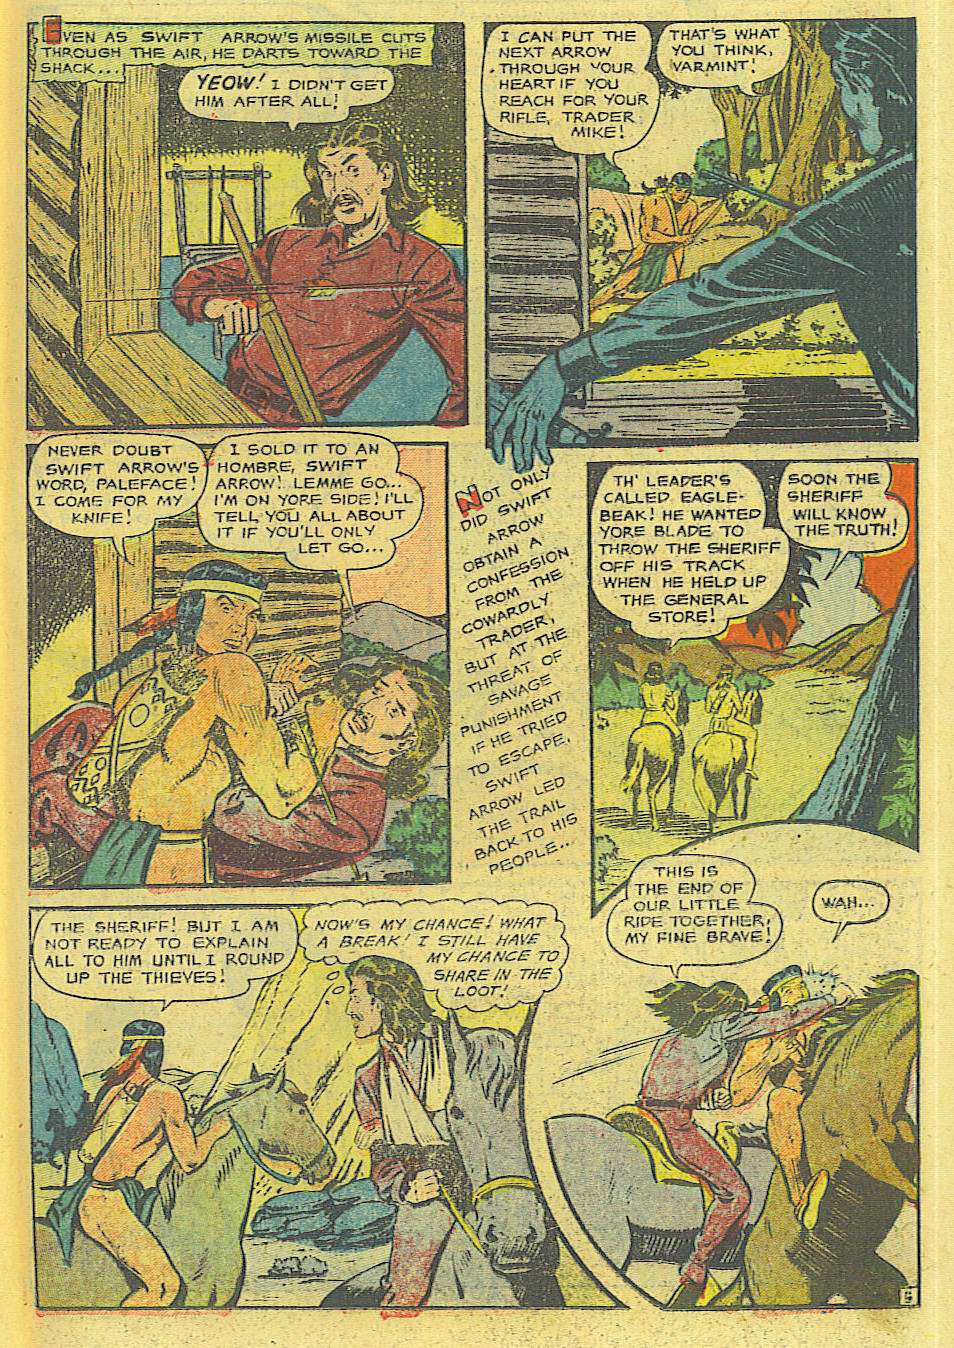 EVEN AS SWIFT ARROW'S MISSILE CUTS
THROUGH THE AIR, HE DARTS TOWARD THE
SHACK...
YEOW! I DIDN'T GET
HIM AFTER ALL!
I CAN PUT THE
NEXT ARROW
THROUGH YOUR
HEART IF YOU
REACH FOR YOUR
RIFLE, TRADER
MIKE!
THAT'S WHAT
YOU THINK,
VARMINT!
NEVER DOUBT
SWIFT ARROW'S
WORD, PALEFACE!
I COME FOR MY
KNIFE!
I SOLD IT TO AN
HOMBRE, SWIFT
ARROW! LEMME GO...
I'M ON YORE SIDE! I'LL
TELL YOU ALL ABOUT
IT IF YOU'LL ONLY
LET GO...
NOT ONLY
DID SWIFT
ARROW
OBTAIN A
CONFESSION
FROM THE
COWARDLY
TRADER,
BUT AT THE
THREAT OF
SAVAGE
PUNISHMENT
IF HE TRIED
TO ESCAPE,
SWIFT
ARROW LED
THE TRAIL
BACK TO HIS
PEOPLE...
TH' LEADER'S
CALLED EAGLE-
BEAK! HE WANTED
YORE BLADE TO
THROW THE SHERIFF
OFF HIS TRACK
WHEN HE HELD UP
THE GENERAL
STORE!
SOON THE
SHERIFF
WILL KNOW
THE TRUTH!
THE SHERIFF! BUT I AM
NOT READY TO EXPLAIN
ALL TO HIM UNTIL I ROUND
UP THE THIEVES!
NOW'S MY CHANCE! WHAT
A BREAK! I STILL HAVE
MY CHANCE TO
SHARE IN THE
LOOT!
THIS IS
THE END OF
OUR LITTLE
RIDE TOGETHER,
MY FINE BRAVE!
WAH...